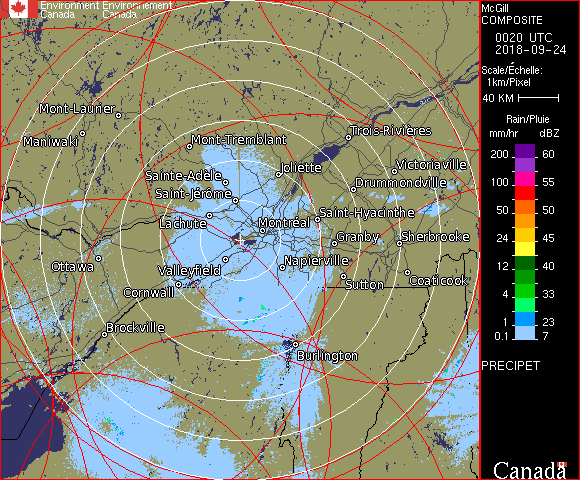 Environment Environnement
Canada Canada
McGill
COMPOSITE
0020 UTC
2018-09-24
Scale/Échelle:
1km/Pixel
40 KM
Rain/Pluie
mm/hr dBZ
200 60
100 55
50 50
24 45
12 40
4 33
1 23
0.1 7
PRECIPET
Canada
Mont-Laurier
Maniwaki
Mont-Tremblant
Trois-Rivières
Joliette
Victoriaville
Sainte-Adèle
Drummondville
Saint-Jérôme
Lachute
Saint-Hyacinthe
Montréal
Granby
Sherbrooke
Ottawa
Valleyfield
Napierville
Cornwall
Sutton
Coaticook
Brockville
Burlington